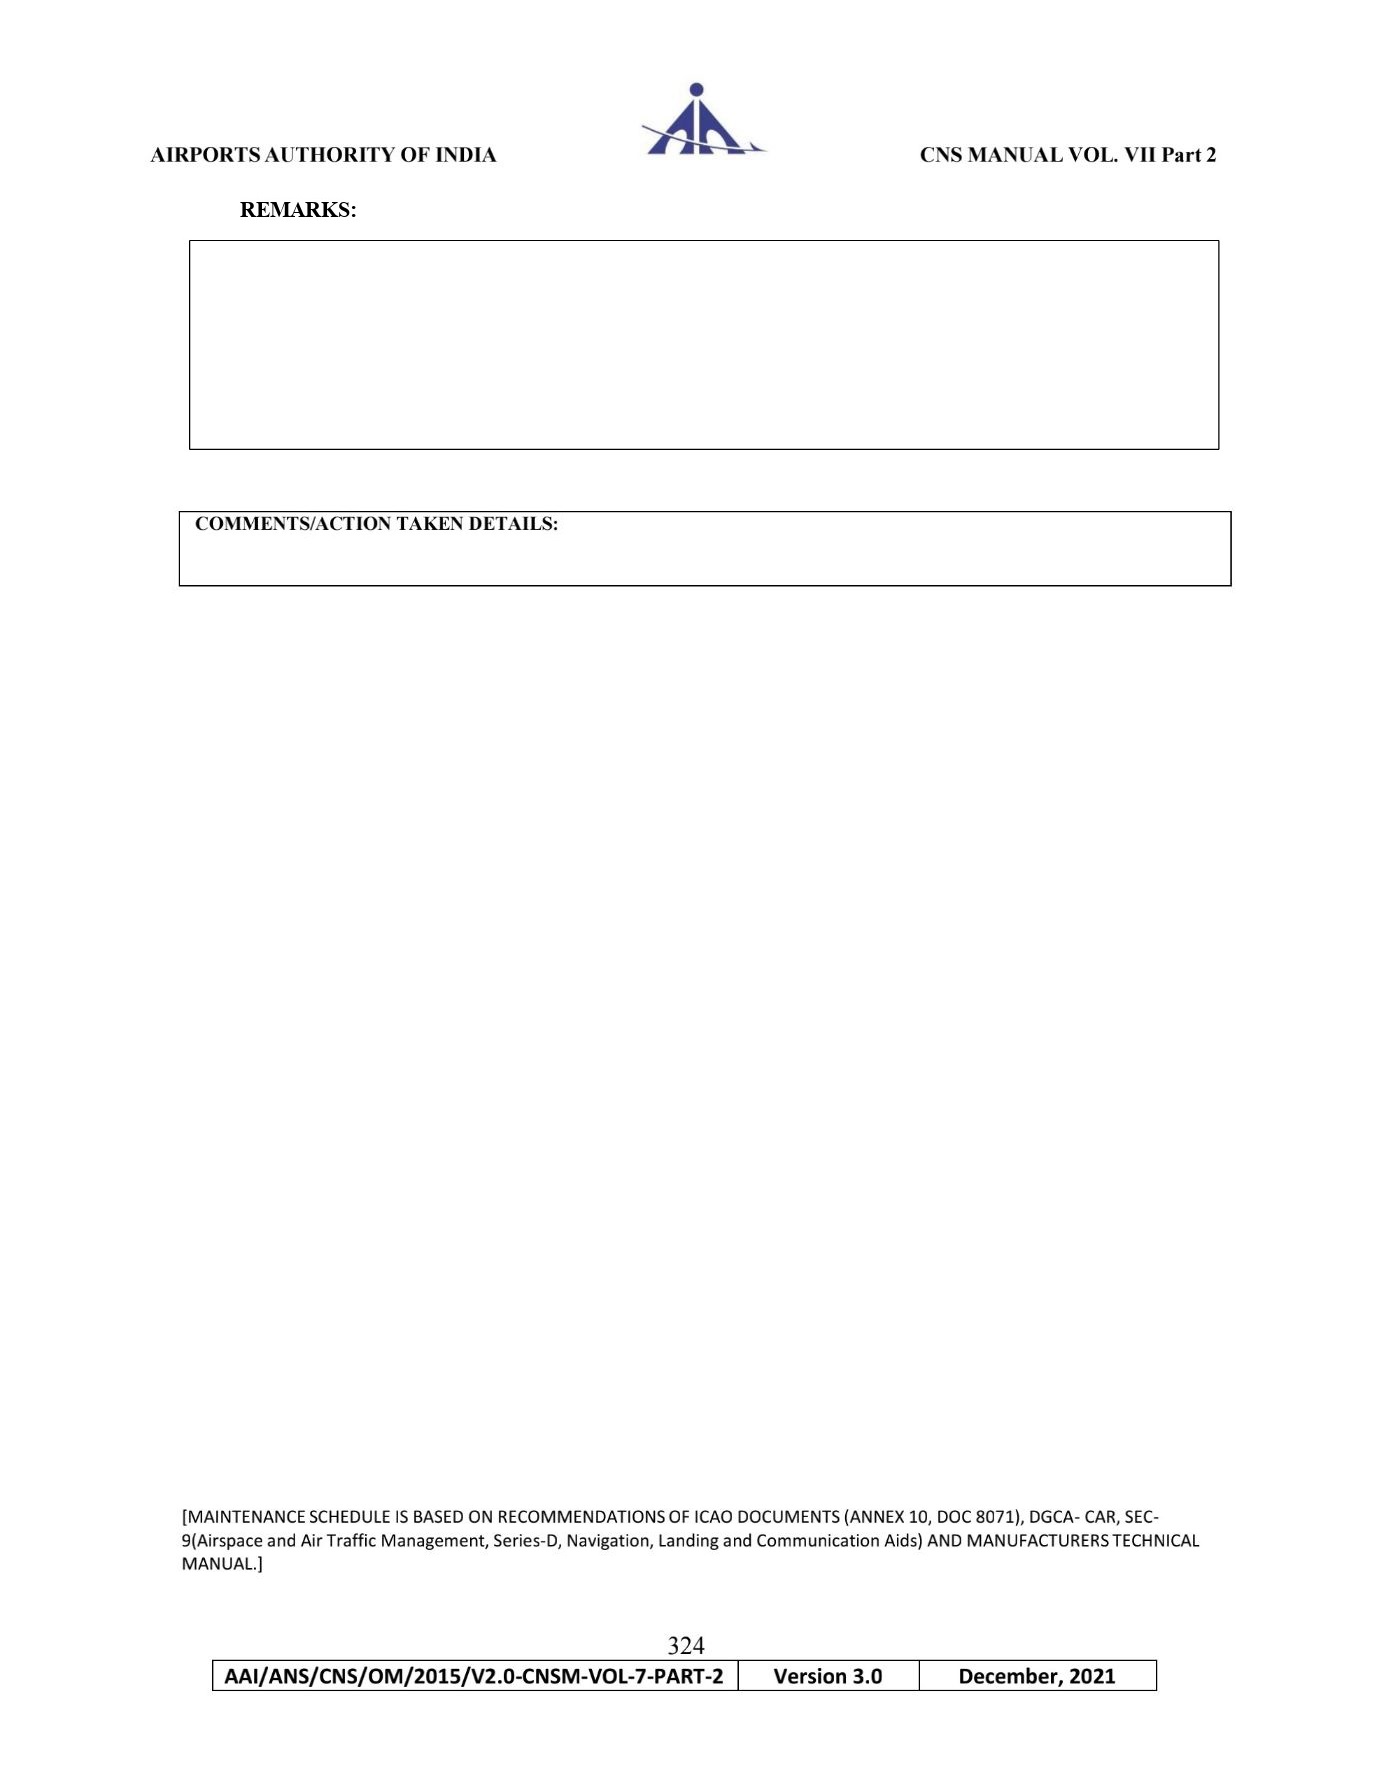 AIRPORTS AUTHORITY OF INDIA
CNS MANUAL VOL. VII Part 2
REMARKS:
COMMENTS/ACTION TAKEN DETAILS:
[MAINTENANCE SCHEDULE IS BASED ON RECOMMENDATIONS OF ICAO DOCUMENTS (ANNEX 10, DOC 8071), DGCA- CAR, SEC-
9(Airspace and Air Traffic Management, Series-D, Navigation, Landing and Communication Aids) AND MANUFACTURERS TECHNICAL
MANUAL.]
324
AAI/ANS/CNS/OM/2015/V2.0-CNSM-VOL-7-PART-2 Version 3.0 December, 2021